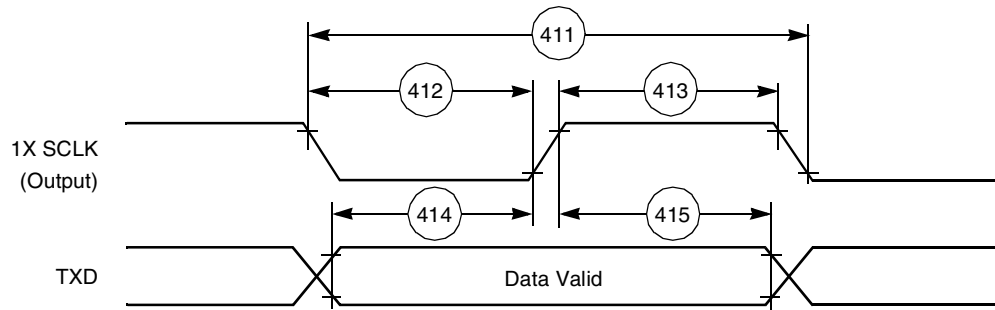 411
412
413
1X SCLK
(Output)
414
415
TXD
Data Valid